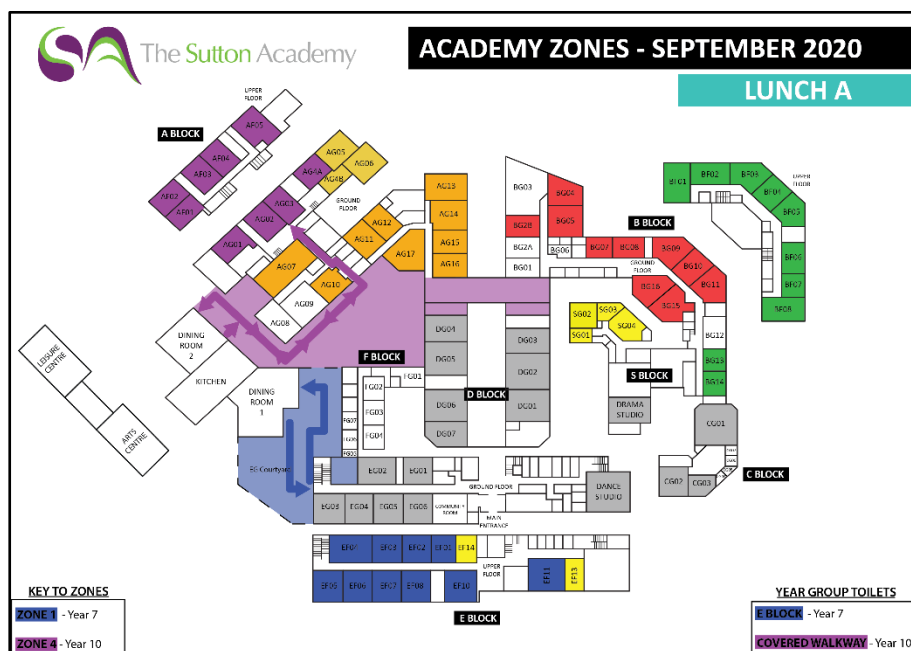 The Sutton Academy
ACADEMY ZONES - SEPTEMBER 2020
LUNCH A
UPPER
FLOOR
A BLOCK
AF05
AF04
AF03
AF02
AF01
AG05
AG06
AG4A
AG4B
AG03
AG02
AG01
GROUND
FLOOR
AG13
AG14
AG15
AG16
AG12
AG11
AG17
AG07
AG10
AG09
AG08
BG03
BG04
BG05
BG2B
BG2A
BG06
BG01
B BLOCK
BG07
BG08
BG09
BG10
BG11
GROUND
FLOOR
BG16
BG15
BG12
BG13
BG14
BF01
BF02
BF03
BF04
BF05
BF06
BF07
BF08
UPPER
FLOOR
SG02
SG03
SG04
SG01
S BLOCK
DRAMA
STUDIO
DG04
DG05
DG06
DG07
DG03
DG02
DG01
D BLOCK
F BLOCK
FG01
FG02
FG03
FG04
FG07
DINING
ROOM
2
KITCHEN
DINING
ROOM
1
LEISURE
CENTRE
ARTS
CENTRE
EG Courtyard
CG01
CG02
CG03
C BLOCK
EG02
EG01
GROUND FLOOR
DANCE
STUDIO
EG03
EG04
EG05
EG06
COMMUNITY
ROOM
MAIN
ENTRANCE
EF04
EF03
EF02
EF01
EF14
UPPER
FLOOR
EF11
EF13
EF05
EF06
EF07
EF08
EF10
E BLOCK
KEY TO ZONES
ZONE 1 - Year 7
ZONE 4 - Year 10
YEAR GROUP TOILETS
E BLOCK - Year 7
COVERED WALKWAY - Year 10